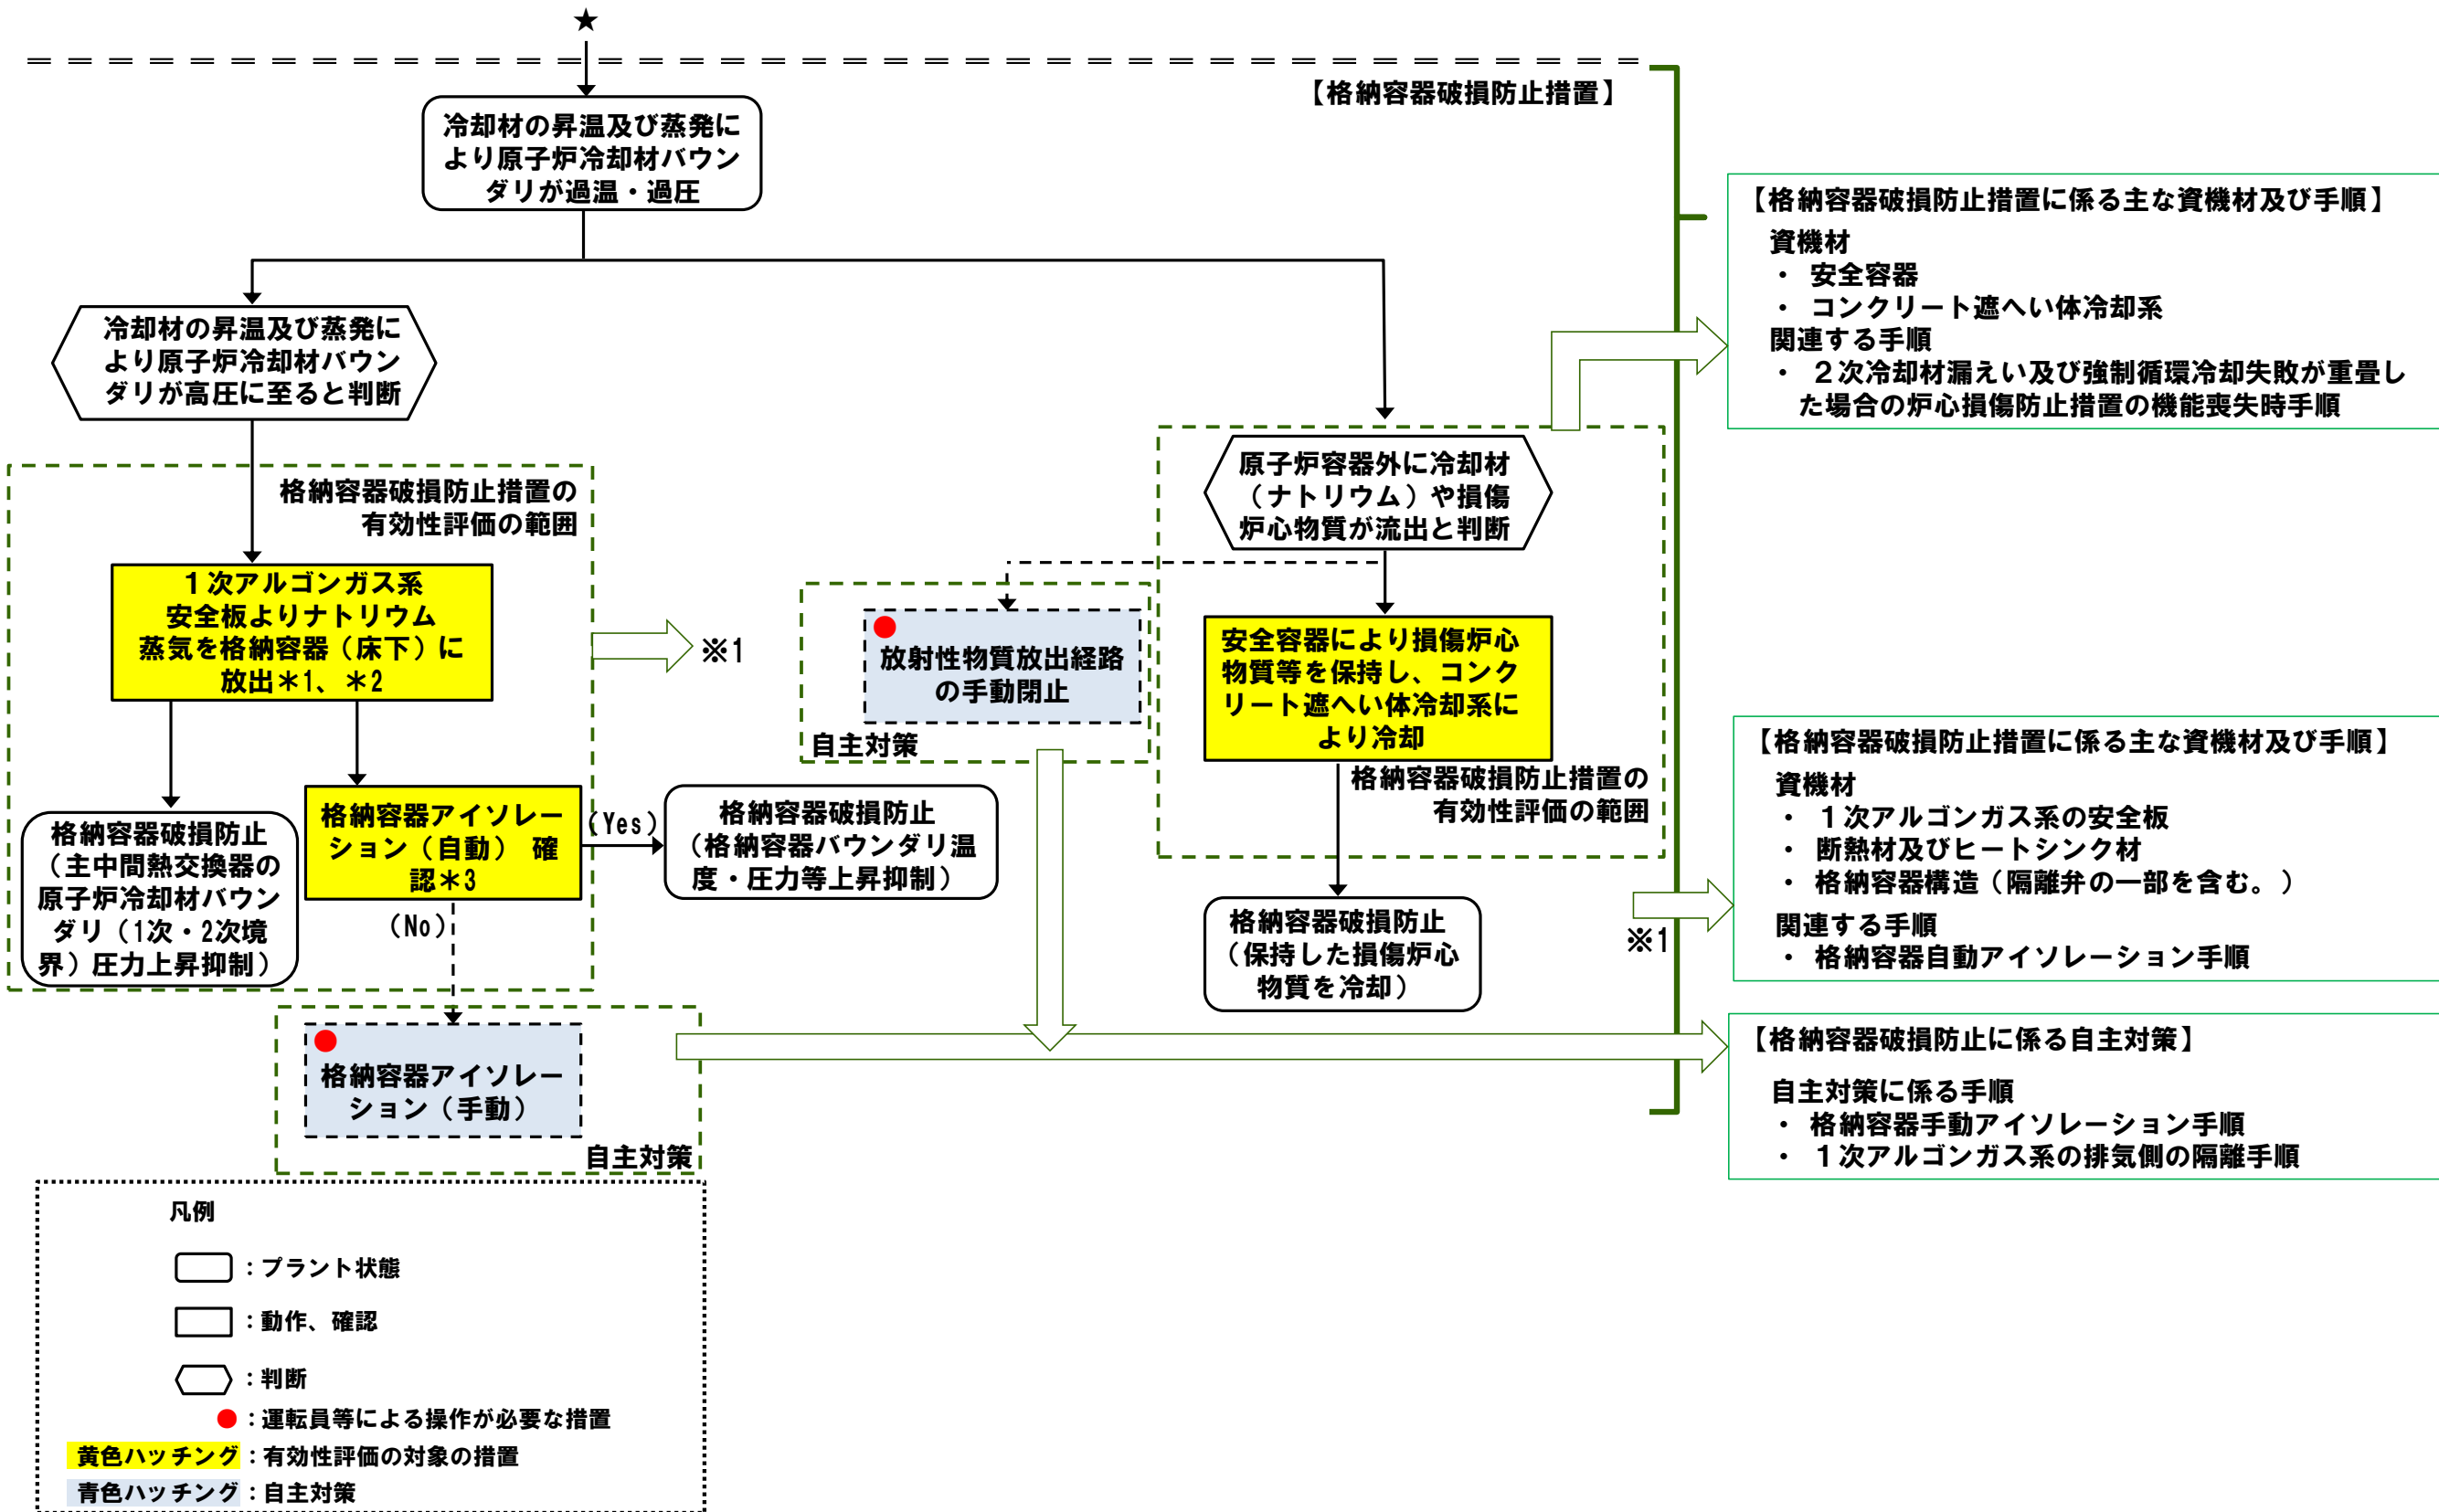 ★
【格納容器破損防止措置】
冷却材の昇温及び蒸発に
より原子炉冷却材バウン
ダリが過温・過圧
冷却材の昇温及び蒸発に
より原子炉冷却材バウン
ダリが高圧に至ると判断
格納容器破損防止措置の
有効性評価の範囲
1次アルゴンガス系
安全板よりナトリウム
蒸気を格納容器（床下）に
放出＊1、＊2
※1
格納容器破損防止
（主中間熱交換器の
原子炉冷却材バウン
ダリ（1次・2次境
界）圧力上昇抑制）
格納容器アイソレー
ション（自動） 確
認＊3
（Yes）
（No）
格納容器破損防止
（格納容器バウンダリ温
度・圧力等上昇抑制）
格納容器アイソレー
ション（手動）
自主対策
原子炉容器外に冷却材
（ナトリウム）や損傷
炉心物質が流出と判断
放射性物質放出経路
の手動閉止
自主対策
安全容器により損傷炉心
物質等を保持し、コンク
リート遮へい体冷却系に
より冷却
格納容器破損防止措置の
有効性評価の範囲
格納容器破損防止
（保持した損傷炉心
物質を冷却）
【格納容器破損防止措置に係る主な資機材及び手順】
資機材
・ 安全容器
・ コンクリート遮へい体冷却系
関連する手順
・ ２次冷却材漏えい及び強制循環冷却失敗が重畳し
た場合の炉心損傷防止措置の機能喪失時手順
※1
【格納容器破損防止措置に係る主な資機材及び手順】
資機材
・ １次アルゴンガス系の安全板
・ 断熱材及びヒートシンク材
・ 格納容器構造（隔離弁の一部を含む。）
関連する手順
・ 格納容器自動アイソレーション手順
【格納容器破損防止に係る自主対策】
自主対策に係る手順
・ 格納容器手動アイソレーション手順
・ １次アルゴンガス系の排気側の隔離手順
凡例
：プラント状態
：動作、確認
：判断
：運転員等による操作が必要な措置
黄色ハッチング：有効性評価の対象の措置
青色ハッチング：自主対策